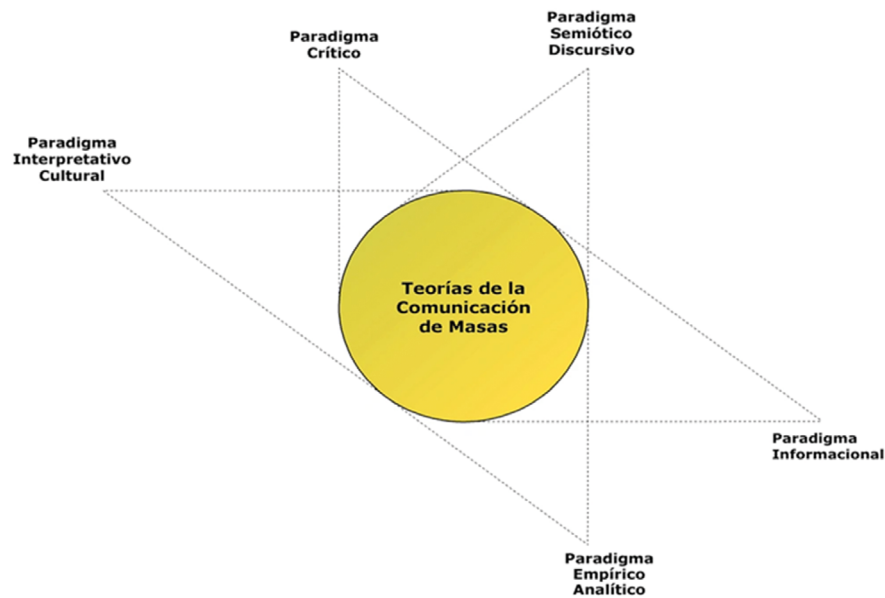 Paradigma
Crítico
Paradigma
Semiótico
Discursivo
Paradigma
Interpretativo
Cultural
Teorías de la
Comunicación
de Masas
Paradigma
Informacional
Paradigma
Empírico
Analítico